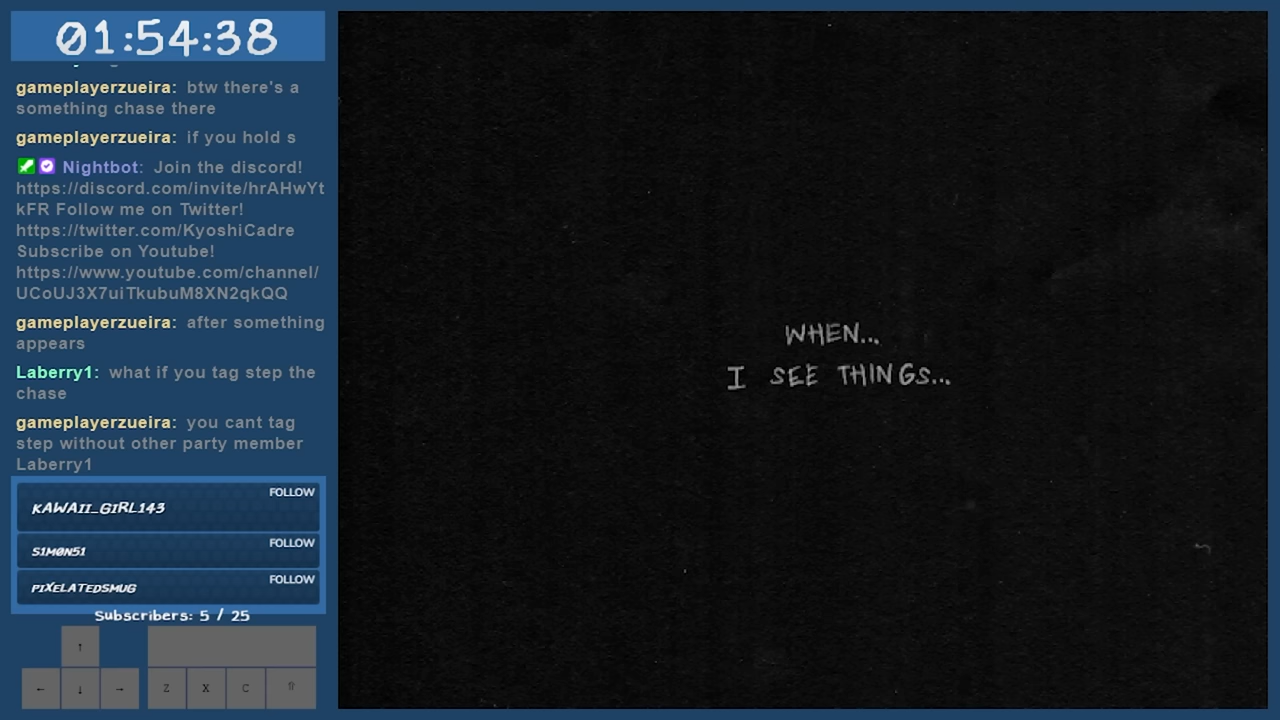 01:54:38
gameplayerzueira: btw there's a
something chase there
gameplayerzueira: if you hold s
Nightbot: Join the discord!
https://discord.com/invite/hrAHwYt
kFR Follow me on Twitter!
https://twitter.com/KyoshiCadre
Subscribe on Youtube!
https://www.youtube.com/channel/
UCoUJ3X7uiTkubuM8XN2qkQQ
gameplayerzueira: after something
appears
Laberry1: what if you tag step the
chase
gameplayerzueira: you cant tag
step without other party member
Laberry1
KAWAII_GIRL143 FOLLOW
S1M0N51 FOLLOW
PIXELATEDSMUG FOLLOW
Subscribers: 5 / 25
↑
← ↓ → Z X C ⇧
WHEN...
I SEE THINGS...